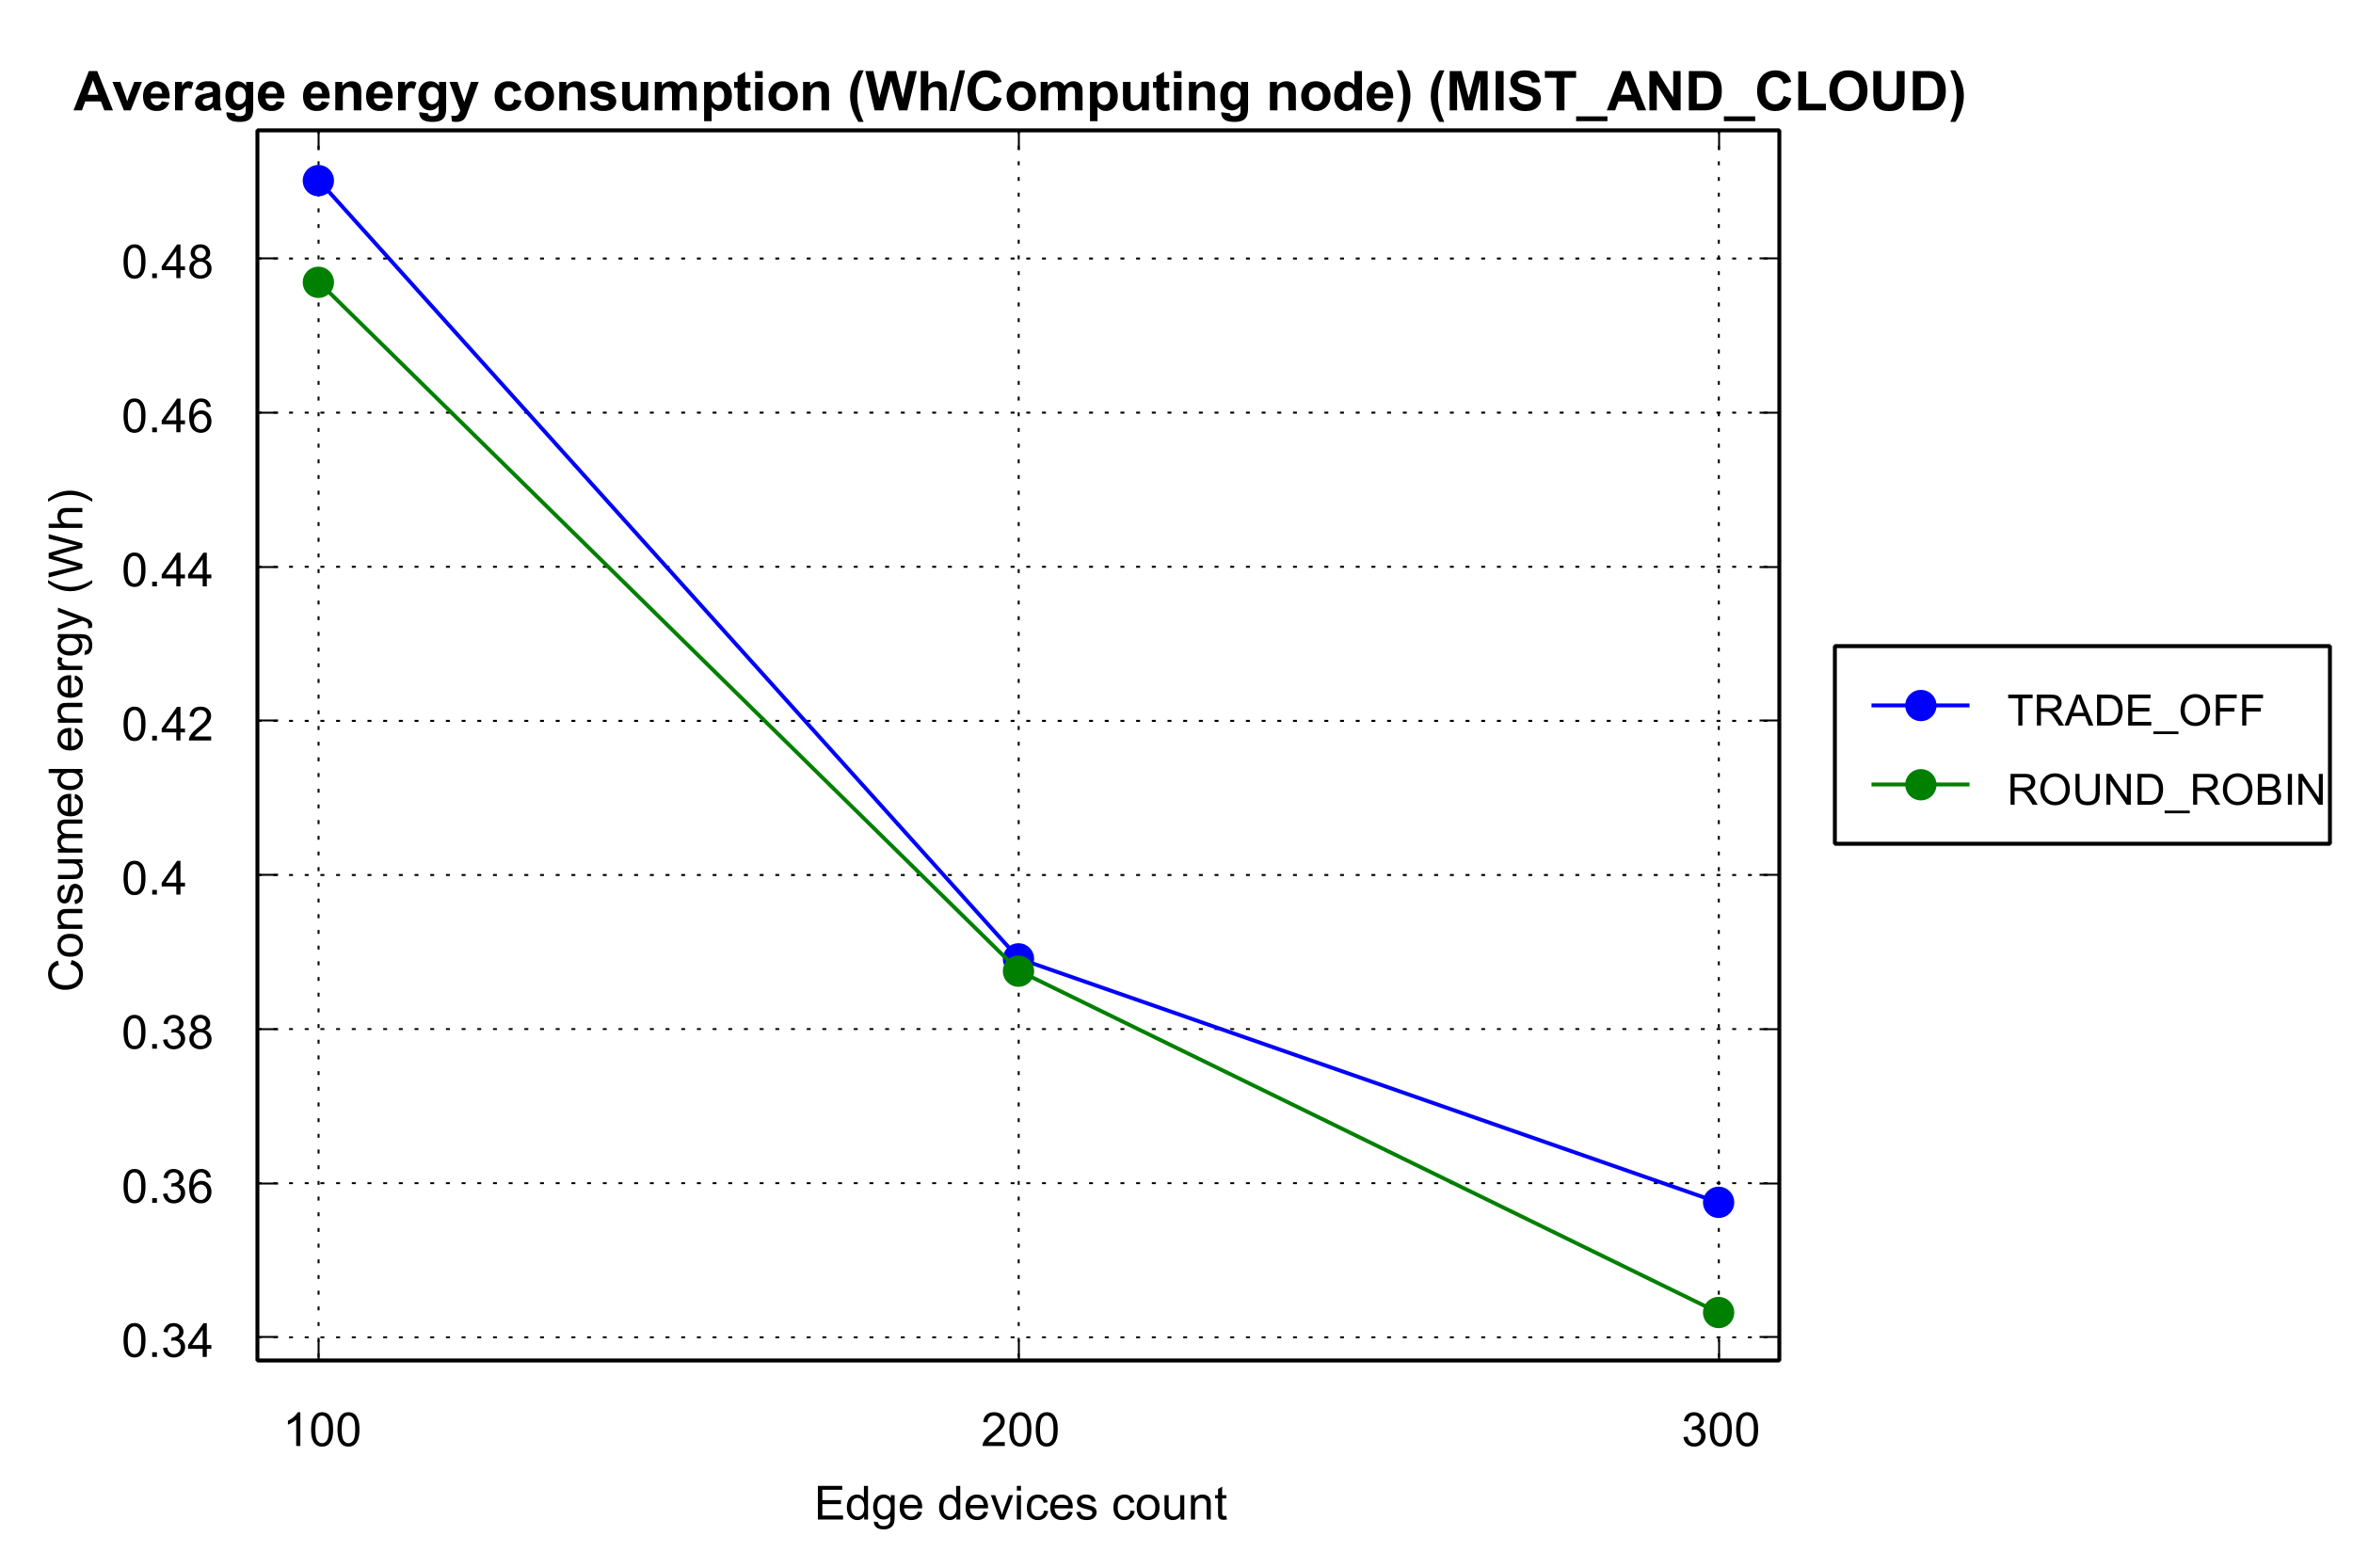 Average energy consumption (Wh/Computing node) (MIST_AND_CLOUD)
0.48
0.46
0.44
0.42
0.4
0.38
0.36
0.34
Consumed energy (Wh)
100 200 300
Edge devices count
TRADE_OFF
ROUND_ROBIN